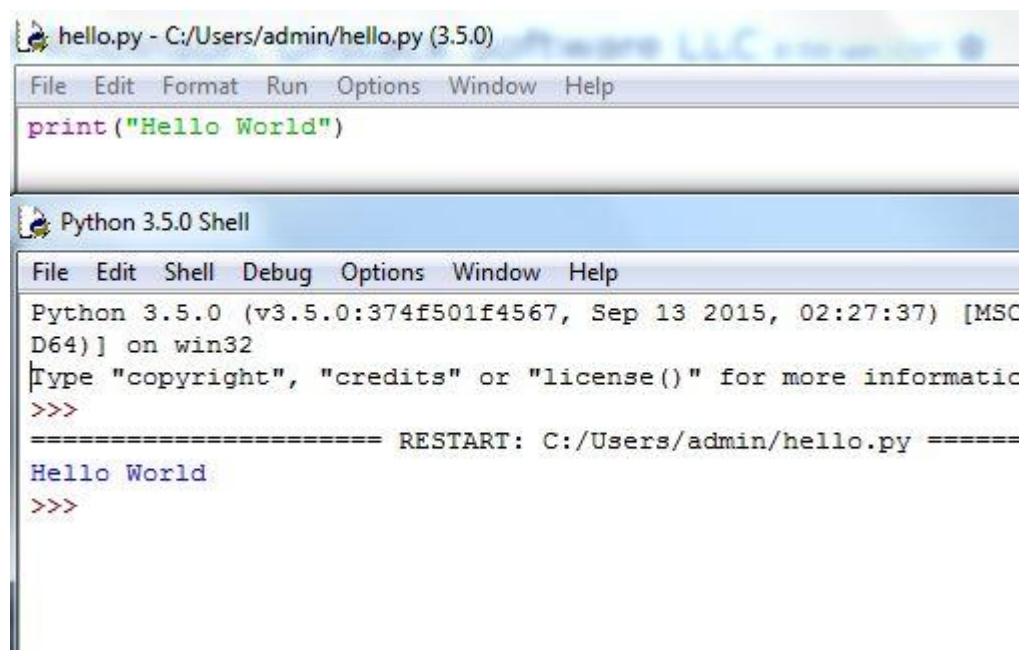 hello.py - C:/Users/admin/hello.py (3.5.0)
Software LLC
File Edit Format Run Options Window Help
print("Hello World")
Python 3.5.0 Shell
File Edit Shell Debug Options Window Help
Python 3.5.0 (v3.5.0:374f501f4567, Sep 13 2015, 02:27:37) [MSC
D64)] on win32
Type "copyright", "credits" or "license()" for more informatio
>>>
====================== RESTART: C:/Users/admin/hello.py ======
Hello World
>>>